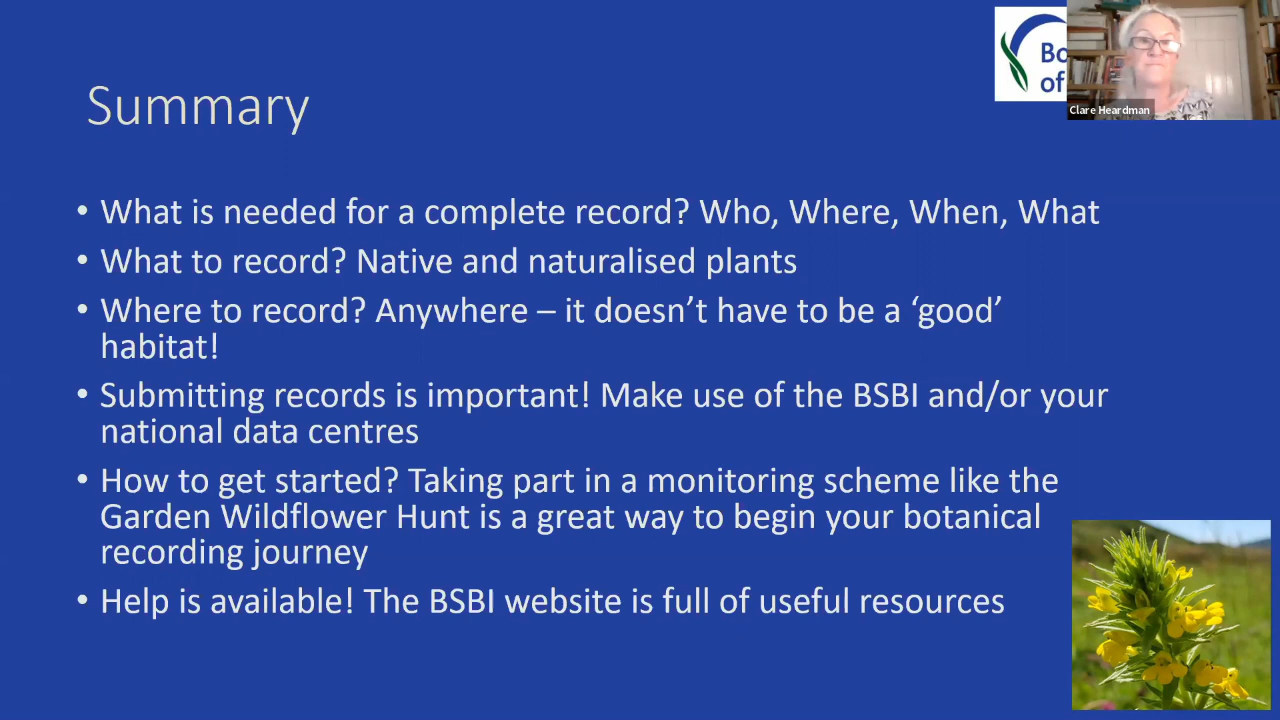 Bo
of
Clare Heardman
Summary
• What is needed for a complete record? Who, Where, When, What
• What to record? Native and naturalised plants
• Where to record? Anywhere – it doesn’t have to be a ‘good’
habitat!
• Submitting records is important! Make use of the BSBI and/or your
national data centres
• How to get started? Taking part in a monitoring scheme like the
Garden Wildflower Hunt is a great way to begin your botanical
recording journey
• Help is available! The BSBI website is full of useful resources